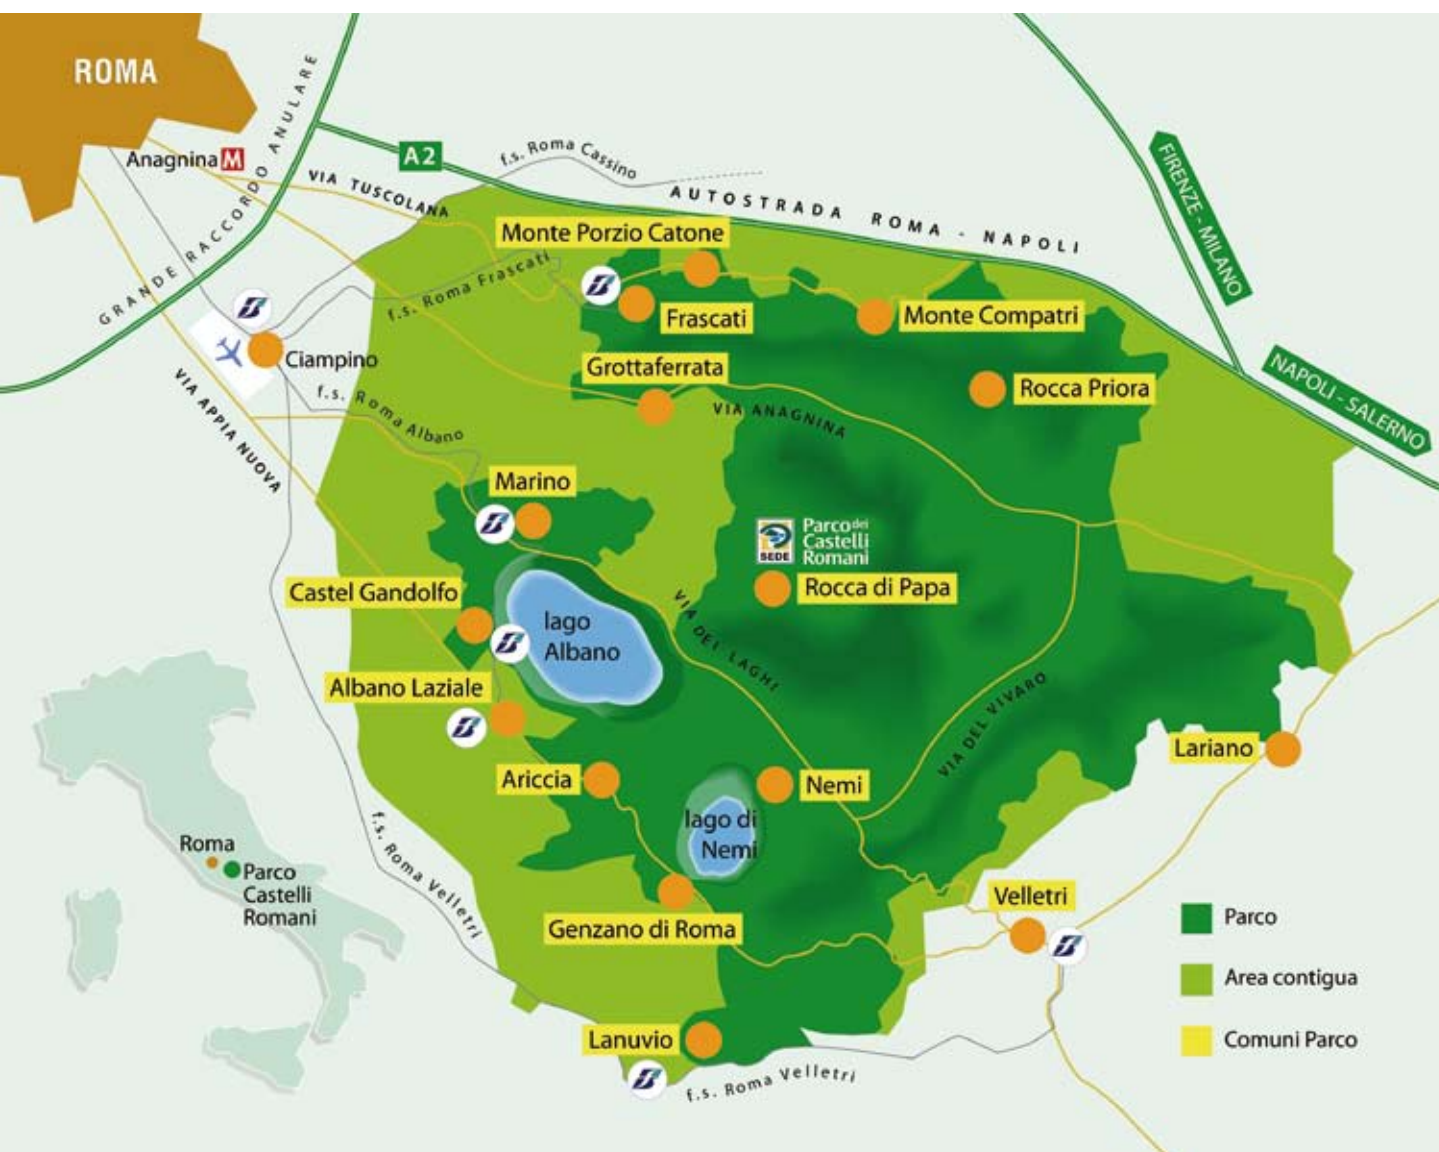 ROMA
Anagnina M
GRANDE RACCORDO ANULARE
VIA TUSCOLANA
A2
f.s. Roma Cassino
AUTOSTRADA ROMA - NAPOLI
FIRENZE - MILANO
NAPOLI - SALERNO
Monte Porzio Catone
f.s. Roma Frascati
Frascati
Monte Compatri
Ciampino
Grottaferrata
Rocca Priora
VIA APPIA NUOVA
f.s. Roma Albano
VIA ANAGNINA
Marino
SEDE
Parco dei
Castelli
Romani
Castel Gandolfo
Rocca di Papa
lago
Albano
VIA DEI LAGHI
Albano Laziale
VIA DEL VIVARO
Lariano
Ariccia
Nemi
lago di
Nemi
f.s. Roma Velletri
Roma
Parco
Castelli
Romani
Velletri
Genzano di Roma
Parco
Area contigua
Comuni Parco
Lanuvio
f.s. Roma Velletri